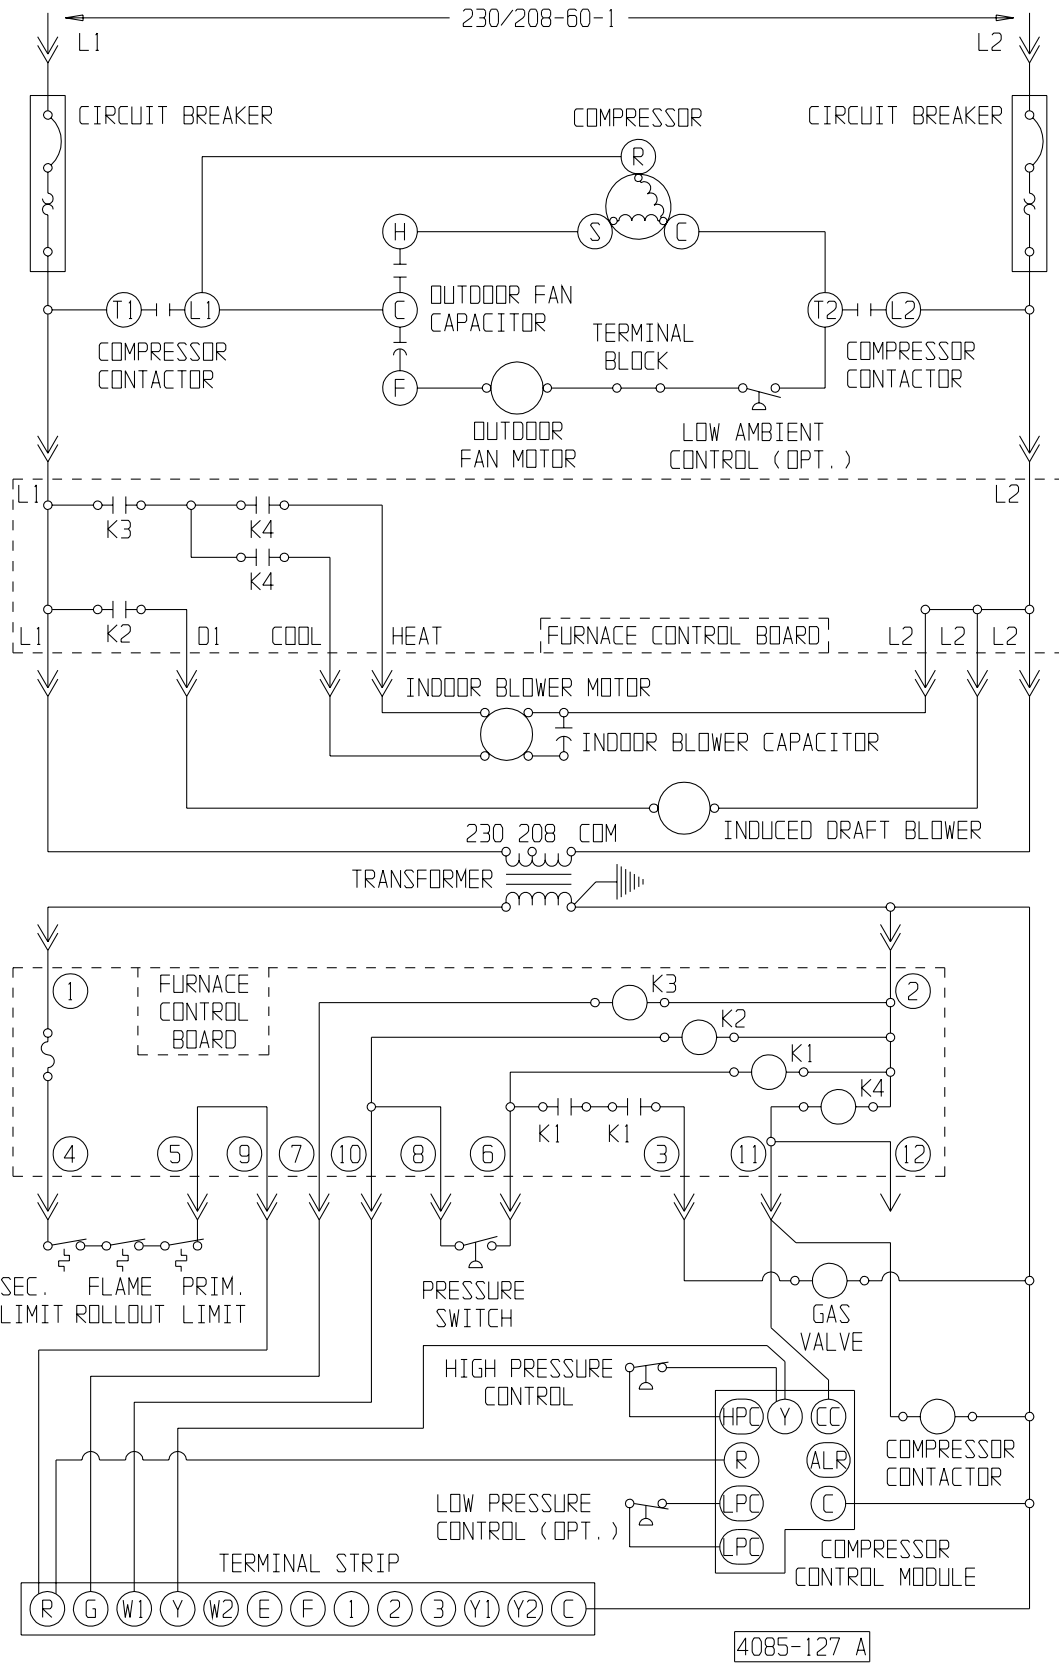 230/208-60-1
L1
L2
CIRCUIT BREAKER
COMPRESSOR
CIRCUIT BREAKER
R
H
S
C
T1
L1
C
OUTDOOR FAN
CAPACITOR
T2
L2
COMPRESSOR
CONTACTOR
TERMINAL
BLOCK
COMPRESSOR
CONTACTOR
F
OUTDOOR
FAN MOTOR
LOW AMBIENT
CONTROL (OPT.)
L1
L2
K3
K4
K4
L1
K2
D1
COOL
HEAT
FURNACE CONTROL BOARD
L2
L2
L2
INDOOR BLOWER MOTOR
INDOOR BLOWER CAPACITOR
INDUCED DRAFT BLOWER
230 208 COM
TRANSFORMER
1
FURNACE
CONTROL
BOARD
K3
2
K2
K1
K4
K1
K1
4
5
9
7
10
8
6
3
11
12
SEC.
LIMIT
FLAME
ROLLOUT
PRIM.
LIMIT
PRESSURE
SWITCH
GAS
VALVE
HIGH PRESSURE
CONTROL
HPC
Y
CC
COMPRESSOR
CONTACTOR
R
ALR
LOW PRESSURE
CONTROL (OPT.)
LPC
C
LPC
COMPRESSOR
CONTROL MODULE
TERMINAL STRIP
R G W1 Y W2 E F 1 2 3 Y1 Y2 C
4085-127 A